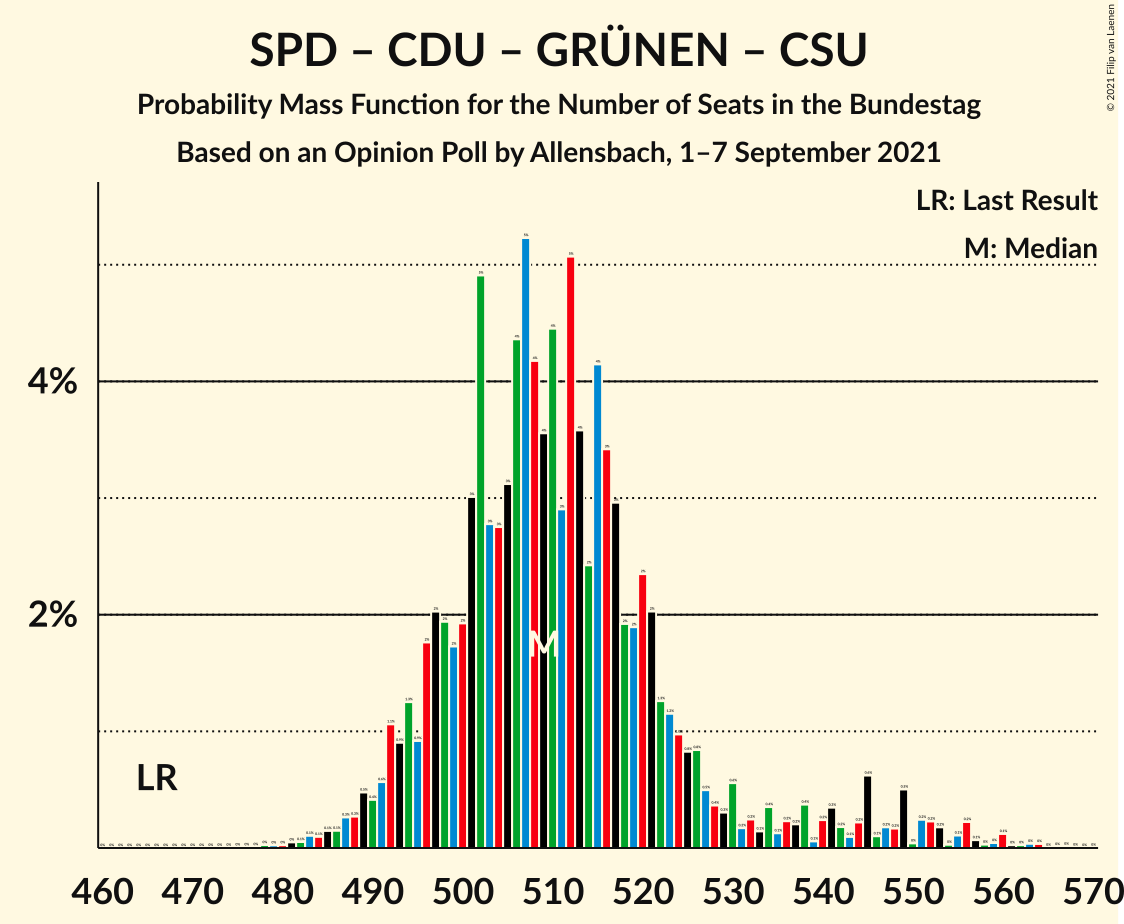 SPD – CDU – GRÜNEN – CSU
© 2021 Filip van Laenen
Probability Mass Function for the Number of Seats in the Bundestag
Based on an Opinion Poll by Allensbach, 1–7 September 2021
LR: Last Result
M: Median
4%
2%
M
LR
460 470 480 490 500 510 520 530 540 550 560 570